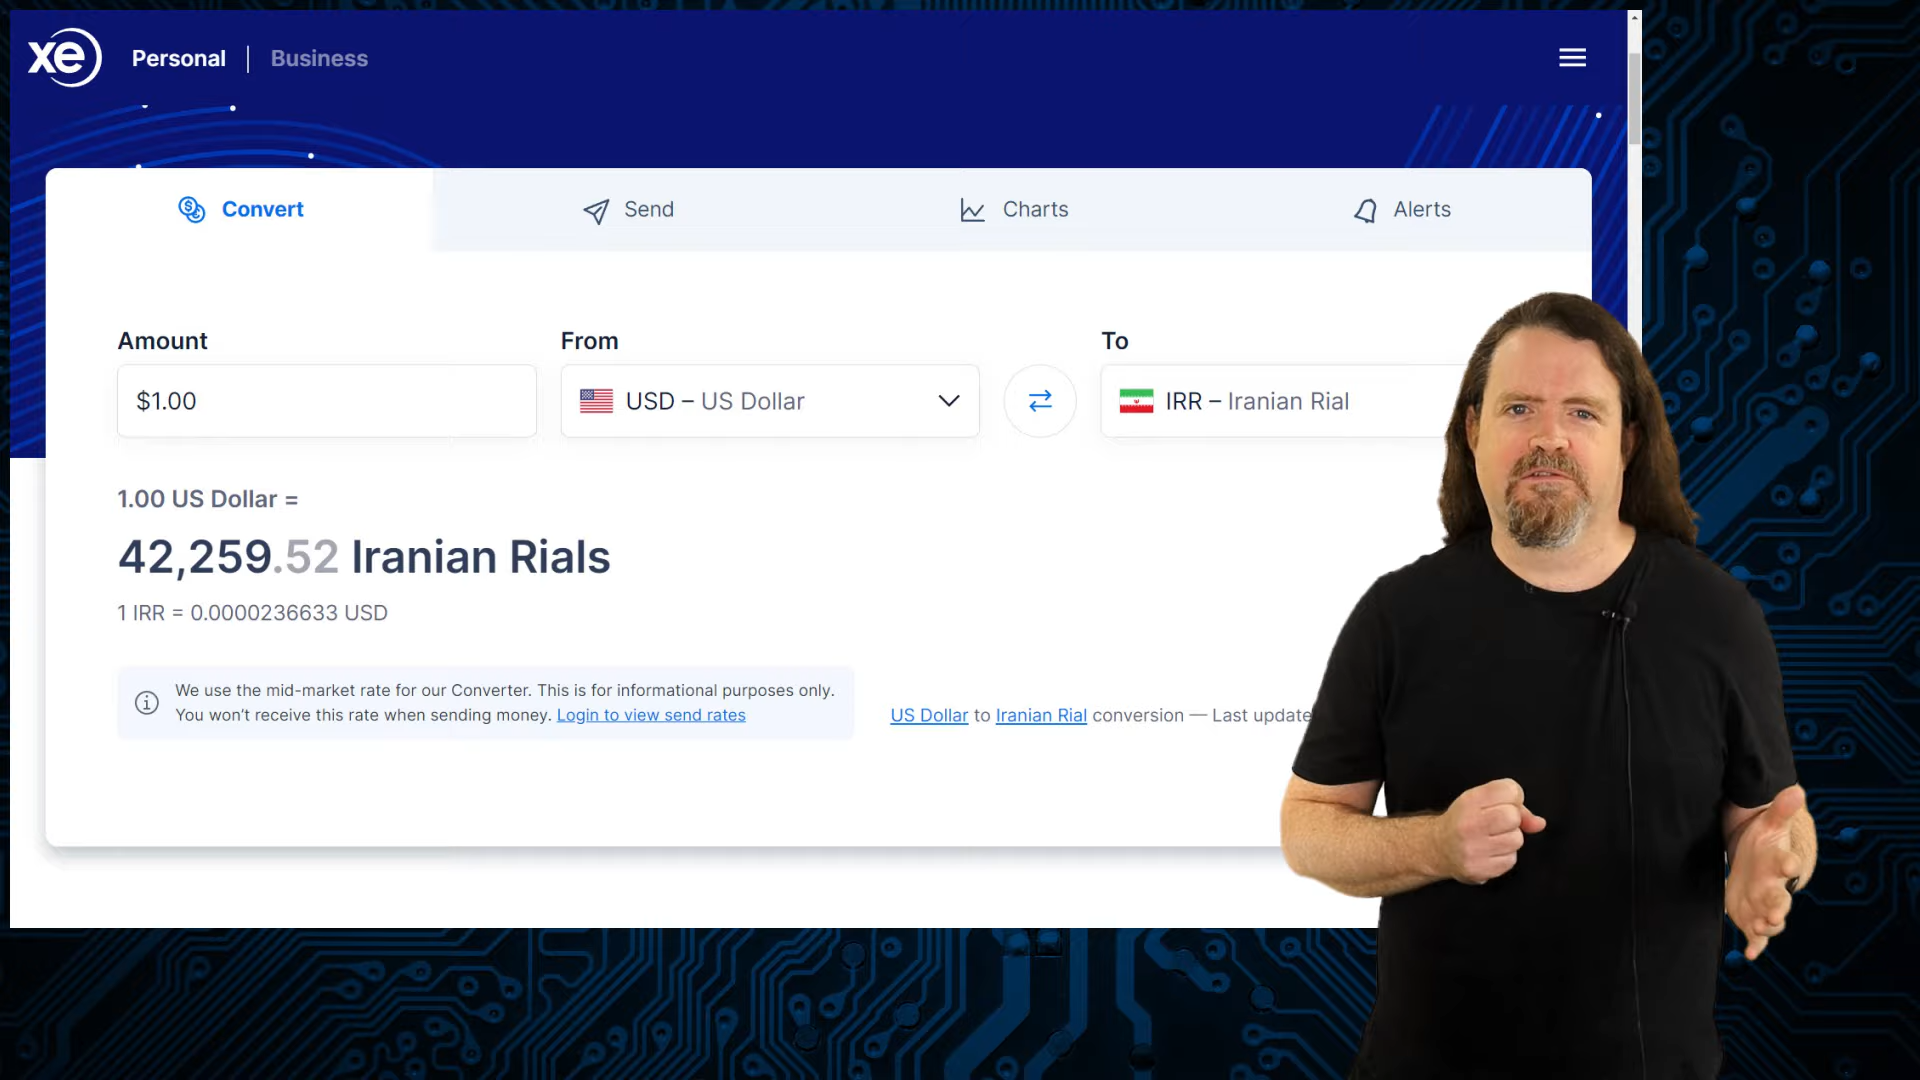 xe Personal | Business
Convert Send Charts Alerts
Amount From To
$1.00 USD – US Dollar IRR – Iranian Rial
1.00 US Dollar =
42,259.52 Iranian Rials
1 IRR = 0.0000236633 USD
We use the mid-market rate for our Converter. This is for informational purposes only.
You won’t receive this rate when sending money. Login to view send rates
US Dollar to Iranian Rial conversion — Last update